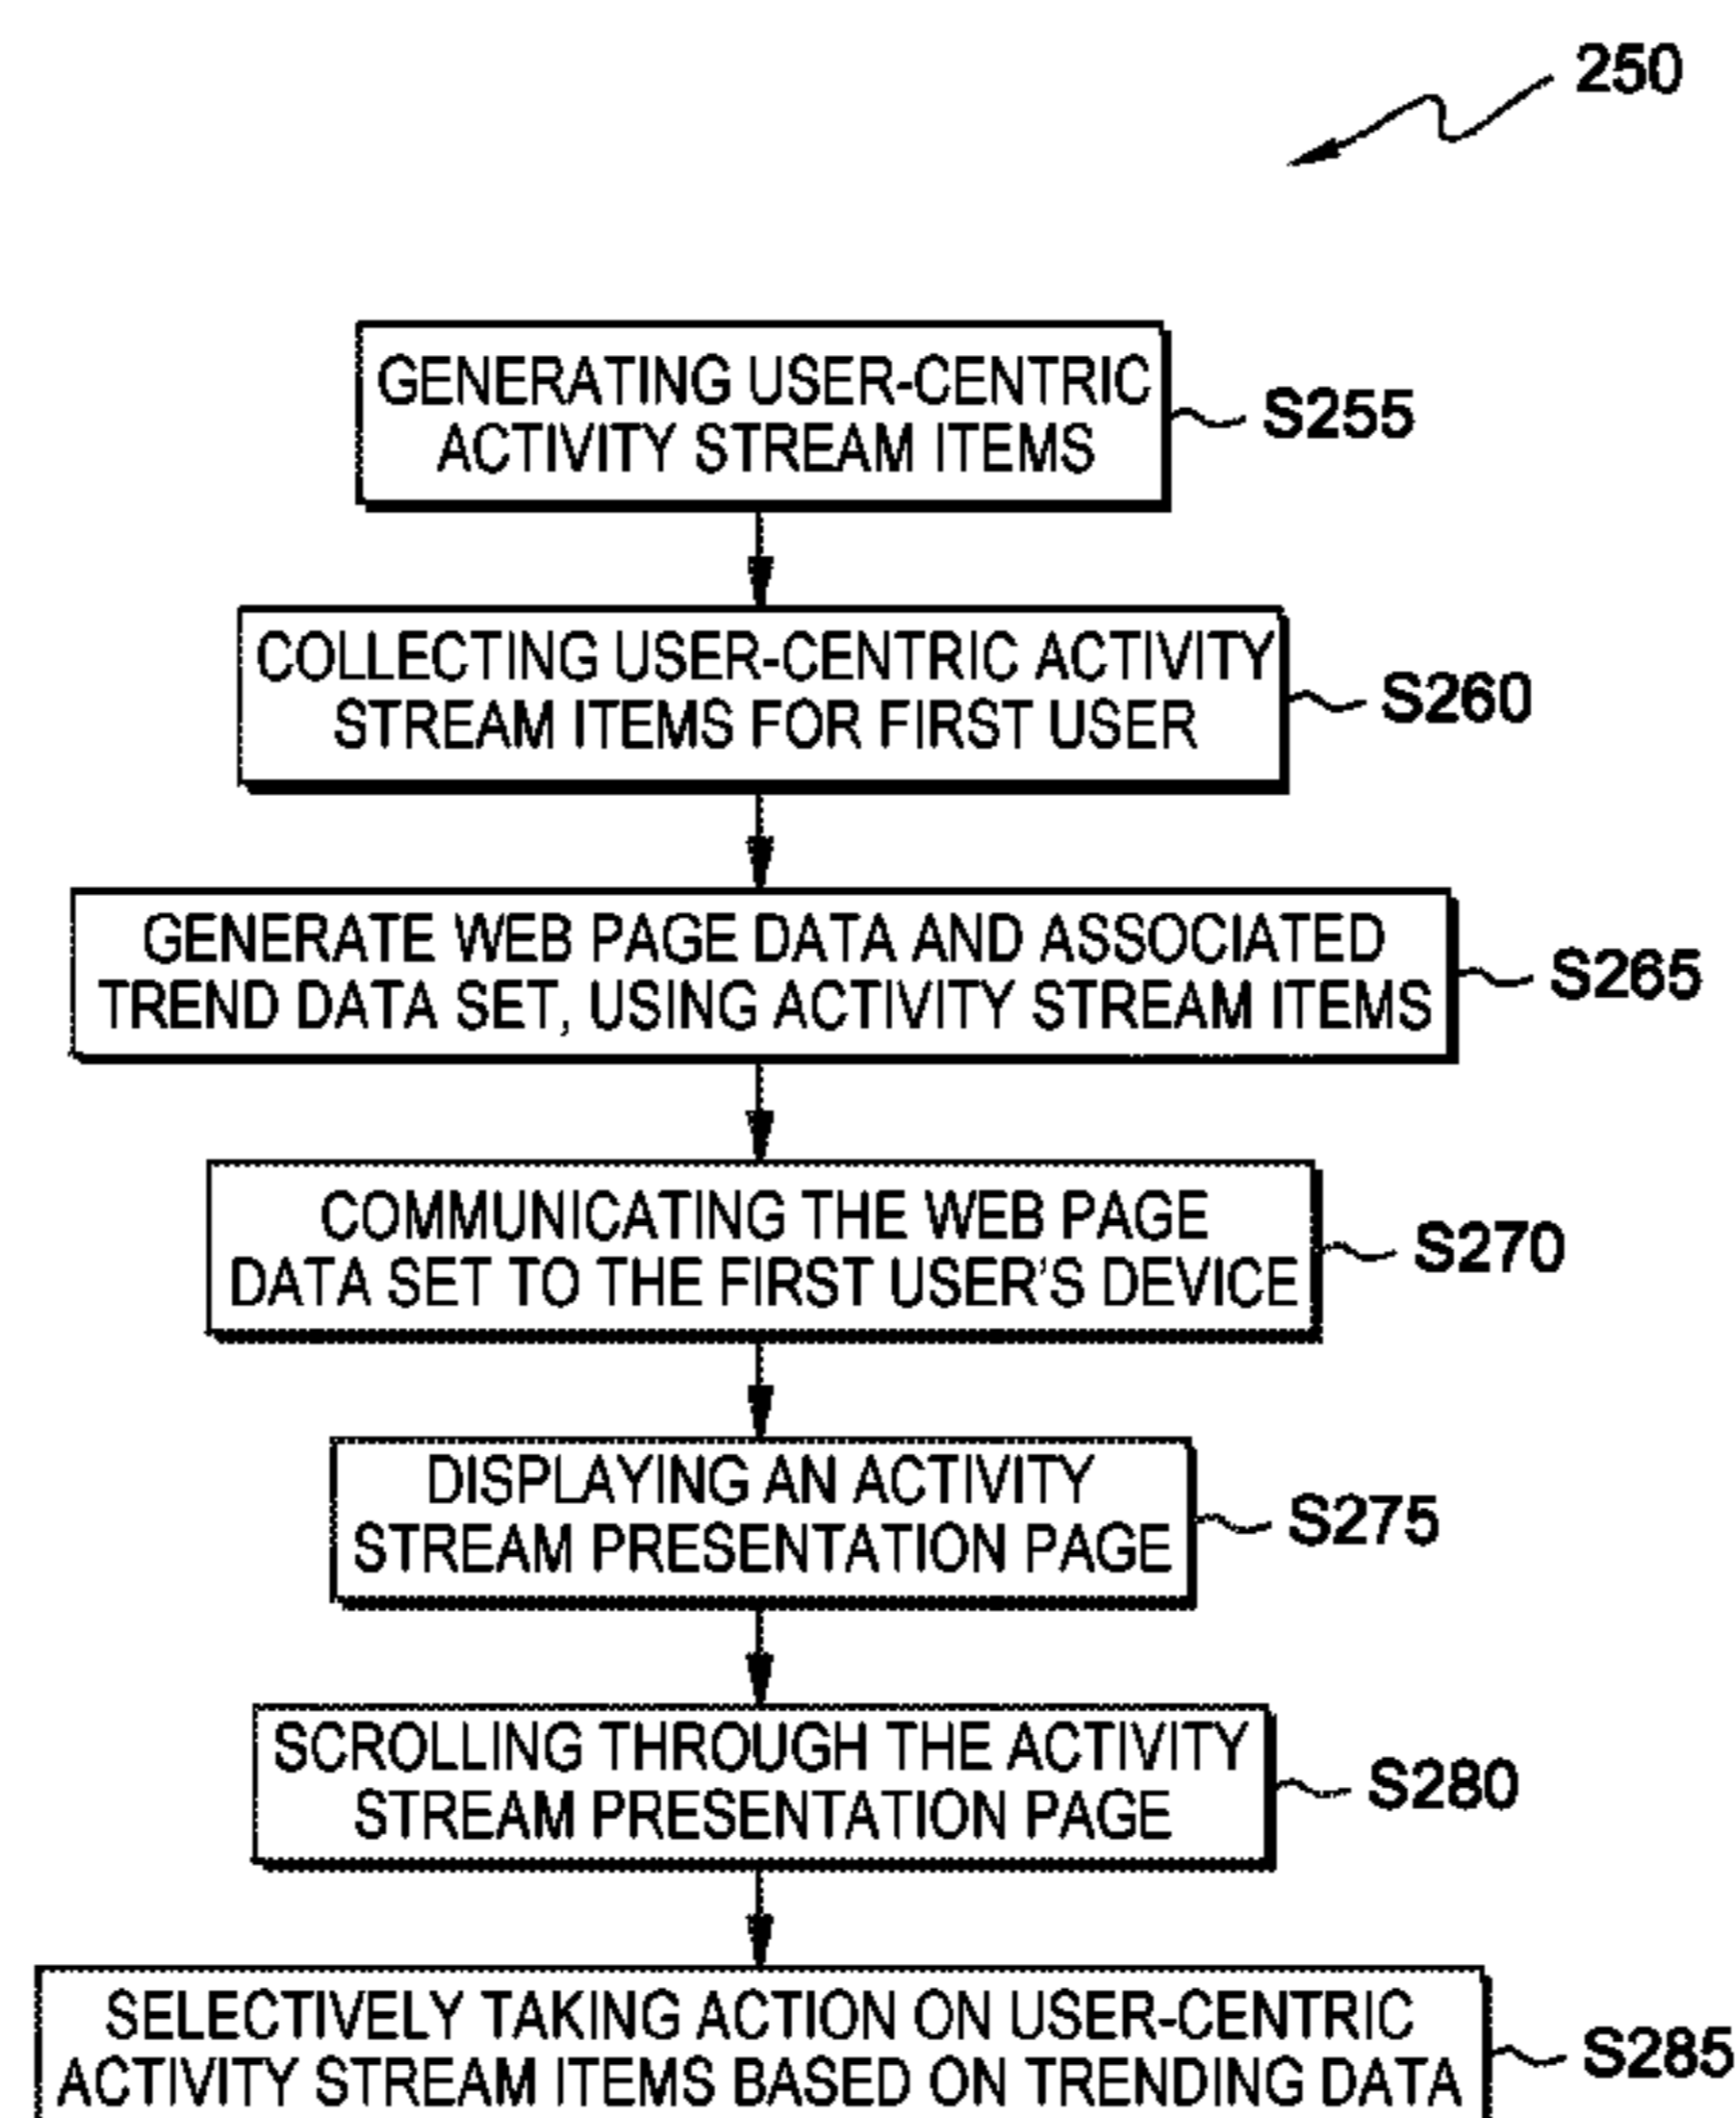 250
GENERATING USER-CENTRIC
ACTIVITY STREAM ITEMS
S255
COLLECTING USER-CENTRIC ACTIVITY
STREAM ITEMS FOR FIRST USER
S260
GENERATE WEB PAGE DATA AND ASSOCIATED
TREND DATA SET, USING ACTIVITY STREAM ITEMS
S265
COMMUNICATING THE WEB PAGE
DATA SET TO THE FIRST USER'S DEVICE
S270
DISPLAYING AN ACTIVITY
STREAM PRESENTATION PAGE
S275
SCROLLING THROUGH THE ACTIVITY
STREAM PRESENTATION PAGE
S280
SELECTIVELY TAKING ACTION ON USER-CENTRIC
ACTIVITY STREAM ITEMS BASED ON TRENDING DATA
S285